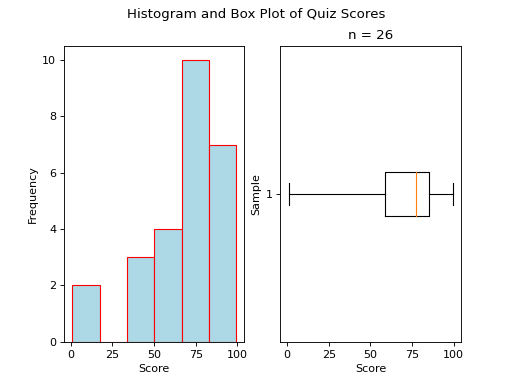 Histogram and Box Plot of Quiz Scores
n = 26
10
8
6
4
2
0
Frequency
0 25 50 75 100
Score
Sample
1
0 25 50 75 100
Score